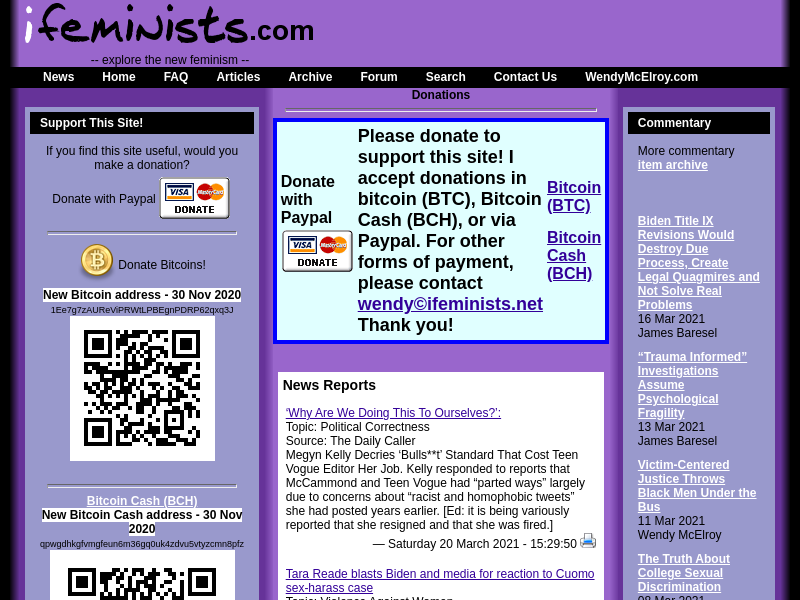 ifeminists.com
-- explore the new feminism --
News Home FAQ Articles Archive Forum Search Contact Us WendyMcElroy.com
Support This Site!
If you find this site useful, would you
make a donation?
Donate with Paypal
VISA MasterCard
DONATE
Donate Bitcoins!
New Bitcoin address - 30 Nov 2020
1Ee7g7zAUReViPRWtLPBEgnPDRP62qxq3J
Bitcoin Cash (BCH)
New Bitcoin Cash address - 30 Nov
2020
qpwgdhkgfvmgfeun6m36gq0uk4zdvu5vtyzcmn8pfz
Donations
Donate
with
Paypal
VISA MasterCard
DONATE
Please donate to
support this site! I
accept donations in
bitcoin (BTC), Bitcoin
Cash (BCH), or via
Paypal. For other
forms of payment,
please contact
wendy©ifeminists.net
Thank you!
Bitcoin
(BTC)
Bitcoin
Cash
(BCH)
News Reports
‘Why Are We Doing This To Ourselves?’:
Topic: Political Correctness
Source: The Daily Caller
Megyn Kelly Decries ‘Bulls**t’ Standard That Cost Teen
Vogue Editor Her Job. Kelly responded to reports that
McCammond and Teen Vogue had “parted ways” largely
due to concerns about “racist and homophobic tweets”
she had posted years earlier. [Ed: it is being variously
reported that she resigned and that she was fired.]
— Saturday 20 March 2021 - 15:29:50
Tara Reade blasts Biden and media for reaction to Cuomo
sex-harass case
Topic: Violence Against Women
Commentary
More commentary
item archive
Biden Title IX
Revisions Would
Destroy Due
Process, Create
Legal Quagmires and
Not Solve Real
Problems
16 Mar 2021
James Baresel
“Trauma Informed”
Investigations
Assume
Psychological
Fragility
13 Mar 2021
James Baresel
Victim-Centered
Justice Throws
Black Men Under the
Bus
11 Mar 2021
Wendy McElroy
The Truth About
College Sexual
Discrimination
08 Mar 2021